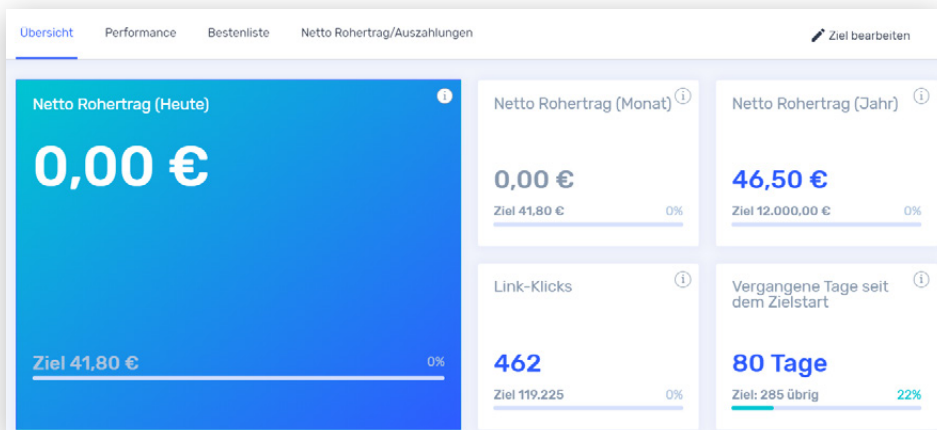 Übersicht
Performance
Bestenliste
Netto Rohertrag/Auszahlungen
Ziel bearbeiten
Netto Rohertrag (Heute)
0,00 €
Ziel 41,80 €
0%
Netto Rohertrag (Monat)
0,00 €
Ziel 41,80 €
0%
Netto Rohertrag (Jahr)
46,50 €
Ziel 12.000,00 €
0%
Link-Klicks
462
Ziel 119.225
0%
Vergangene Tage seit
dem Zielstart
80 Tage
Ziel: 285 übrig
22%